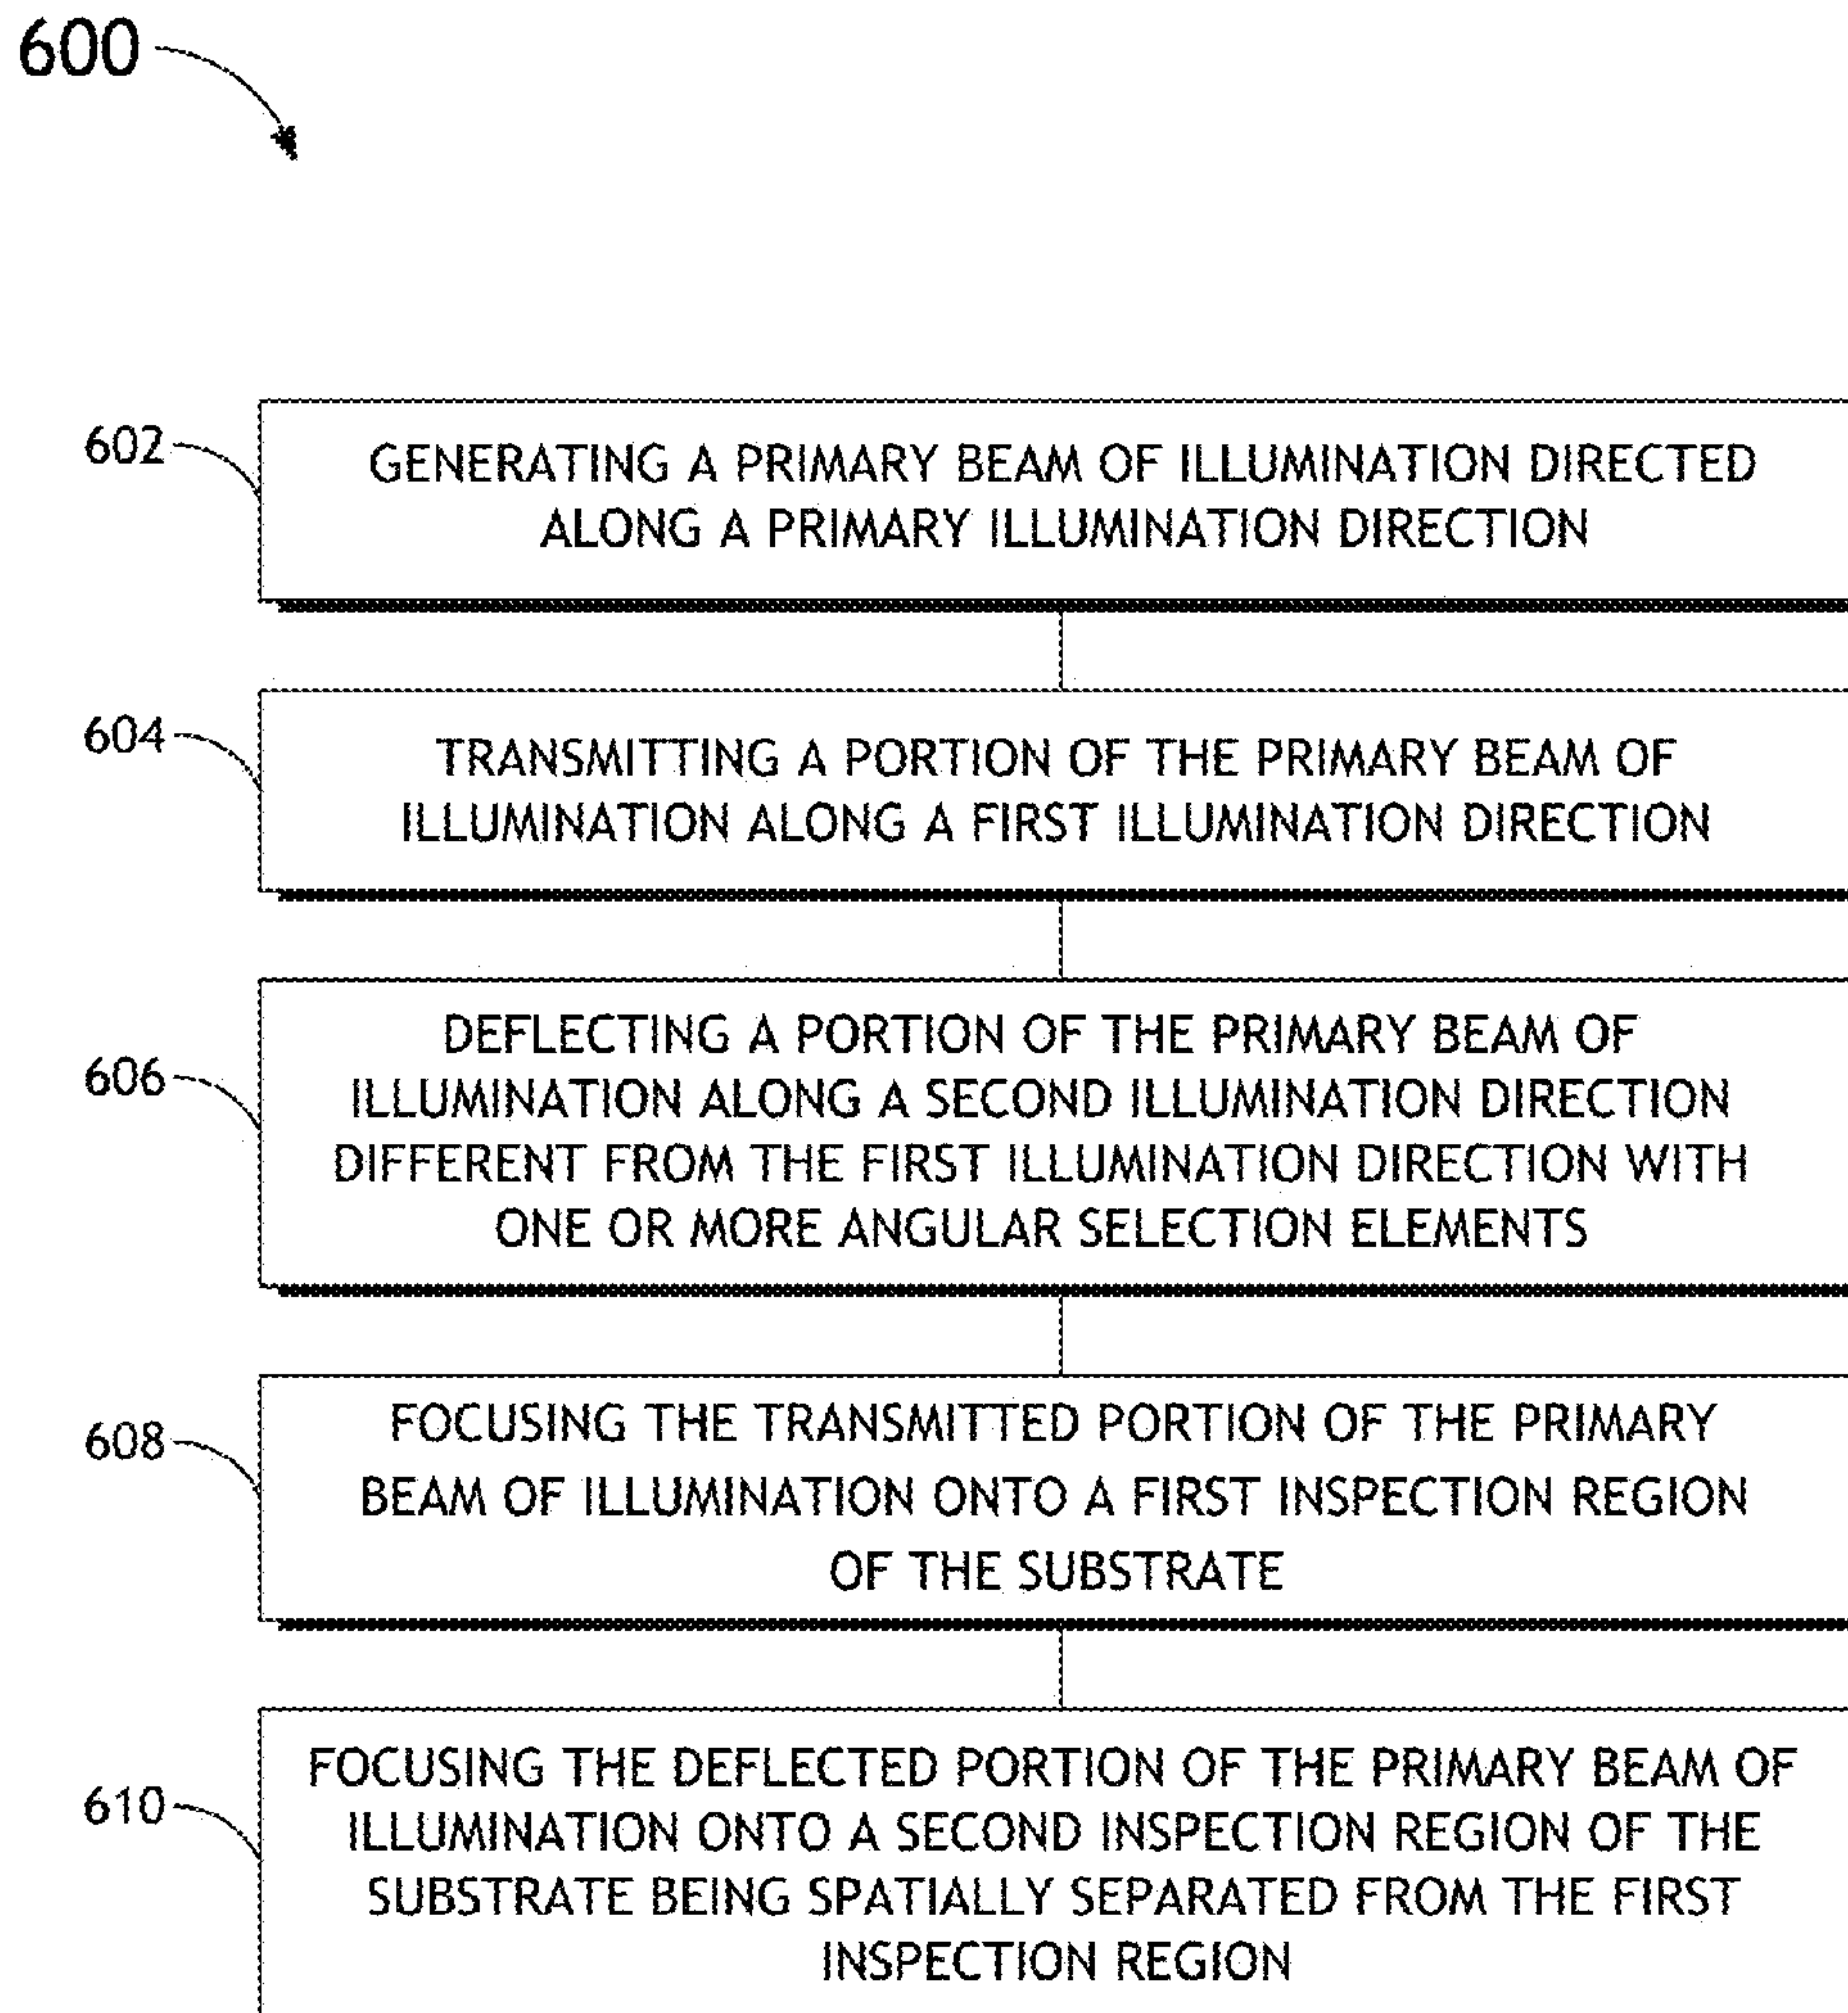 600
602
GENERATING A PRIMARY BEAM OF ILLUMINATION DIRECTED
ALONG A PRIMARY ILLUMINATION DIRECTION
604
TRANSMITTING A PORTION OF THE PRIMARY BEAM OF
ILLUMINATION ALONG A FIRST ILLUMINATION DIRECTION
606
DEFLECTING A PORTION OF THE PRIMARY BEAM OF
ILLUMINATION ALONG A SECOND ILLUMINATION DIRECTION
DIFFERENT FROM THE FIRST ILLUMINATION DIRECTION WITH
ONE OR MORE ANGULAR SELECTION ELEMENTS
608
FOCUSING THE TRANSMITTED PORTION OF THE PRIMARY
BEAM OF ILLUMINATION ONTO A FIRST INSPECTION REGION
OF THE SUBSTRATE
610
FOCUSING THE DEFLECTED PORTION OF THE PRIMARY BEAM OF
ILLUMINATION ONTO A SECOND INSPECTION REGION OF THE
SUBSTRATE BEING SPATIALLY SEPARATED FROM THE FIRST
INSPECTION REGION